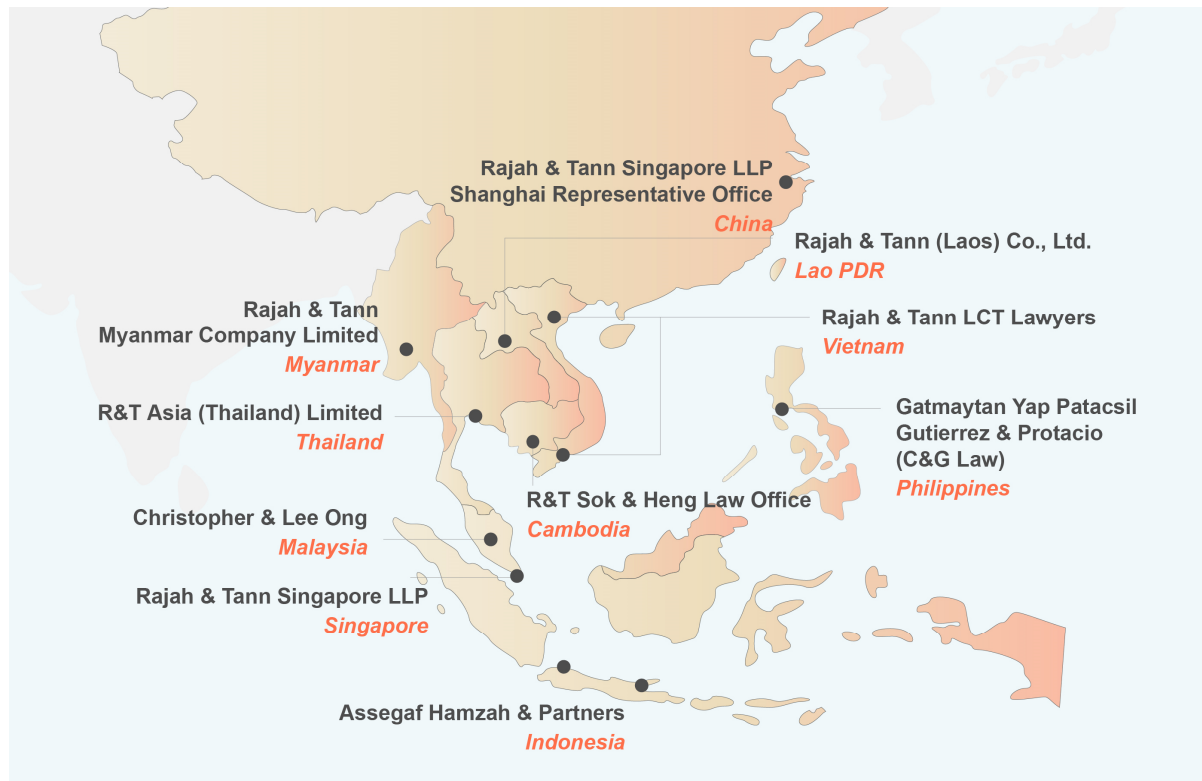 Rajah & Tann Singapore LLP
Shanghai Representative Office
China
Rajah & Tann (Laos) Co., Ltd.
Lao PDR
Rajah & Tann
Myanmar Company Limited
Myanmar
Rajah & Tann LCT Lawyers
Vietnam
R&T Asia (Thailand) Limited
Thailand
Gatmaytan Yap Patacsil
Gutierrez & Protacio
(C&G Law)
Philippines
R&T Sok & Heng Law Office
Cambodia
Christopher & Lee Ong
Malaysia
Rajah & Tann Singapore LLP
Singapore
Assegaf Hamzah & Partners
Indonesia